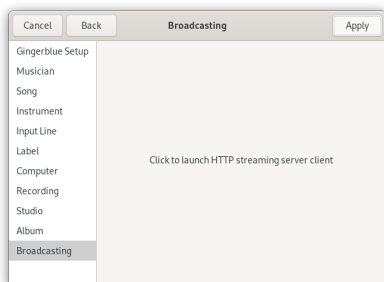 Cancel Back Broadcasting Apply
Gingerblue Setup
Musician
Song
Instrument
Input Line
Label
Computer
Recording
Studio
Album
Broadcasting
Click to launch HTTP streaming server client